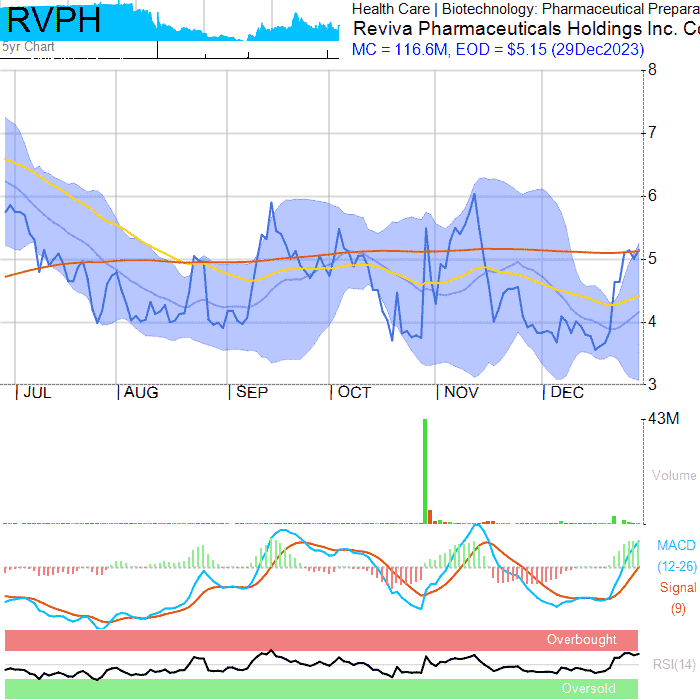 RVPH
5yr Chart
Health Care | Biotechnology: Pharmaceutical Prepara
Reviva Pharmaceuticals Holdings Inc. Co
MC = 116.6M, EOD = $5.15 (29Dec2023)
8
7
6
5
4
3
JUL AUG SEP OCT NOV DEC
43M
Volume
MACD
(12-26)
Signal
(9)
Overbought
RSI(14)
Oversold